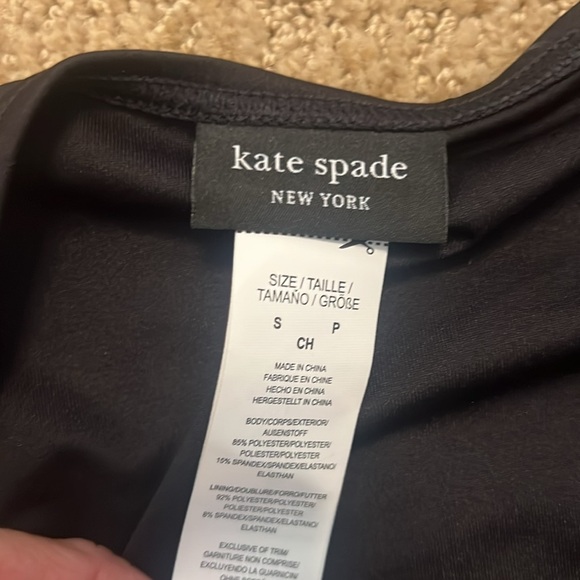 kate spade
NEW YORK
SIZE / TAILLE /
TAMAÑO / GRÖßE
S P
CH
MADE IN CHINA
FABRIQUE EN CHINE
HECHO EN CHINA
HERGESTELLT IN CHINA
BODY/CORPS/EXTERIOR/
AUßENSTOFF
85% POLYESTER/POLYESTER/
POLIESTER/POLYESTER
15% SPANDEX/SPANDEX/ELASTANO/
ELASTHAN
LINING/DOUBLURE/FORRO/FUTTER
92% POLYESTER/POLYESTER/
POLIESTER/POLYESTER
8% SPANDEX/SPANDEX/ELASTANO/
ELASTHAN
EXCLUSIVE OF TRIM
GARNITURE NON COMPRISE/
EXCLUYENDO LA GUARNICIN